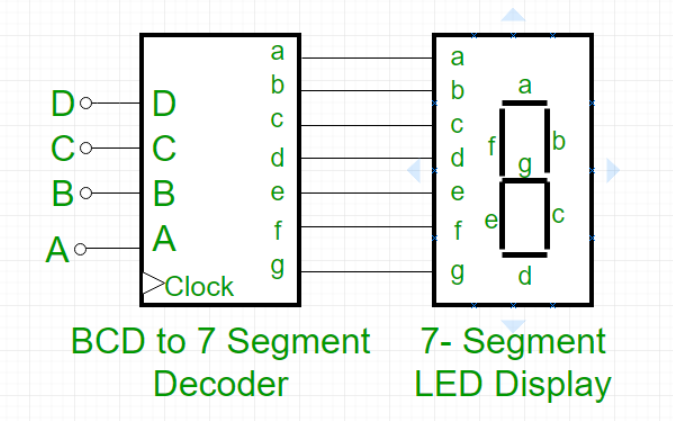 D
C
B
A
D
C
B
A
Clock
a
b
c
d
e
f
g
a
b
c
d
e
f
g
a
f
b
g
e
c
d
BCD to 7 Segment
Decoder
7- Segment
LED Display